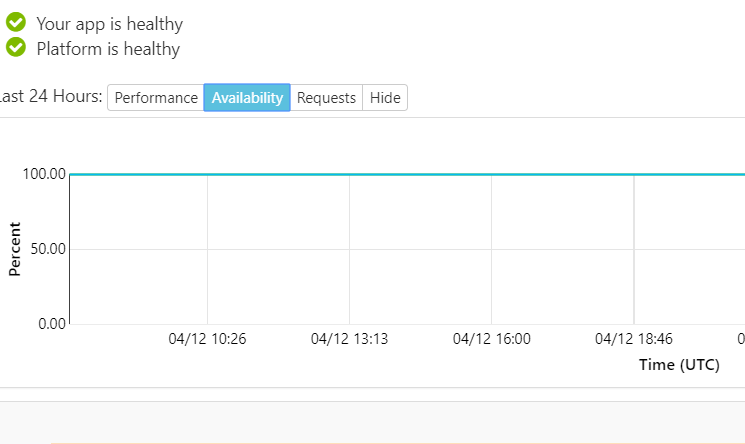 Your app is healthy
Platform is healthy
Last 24 Hours: Performance Availability Requests Hide
100.00
50.00
0.00
Percent
04/12 10:26 04/12 13:13 04/12 16:00 04/12 18:46 0
Time (UTC)